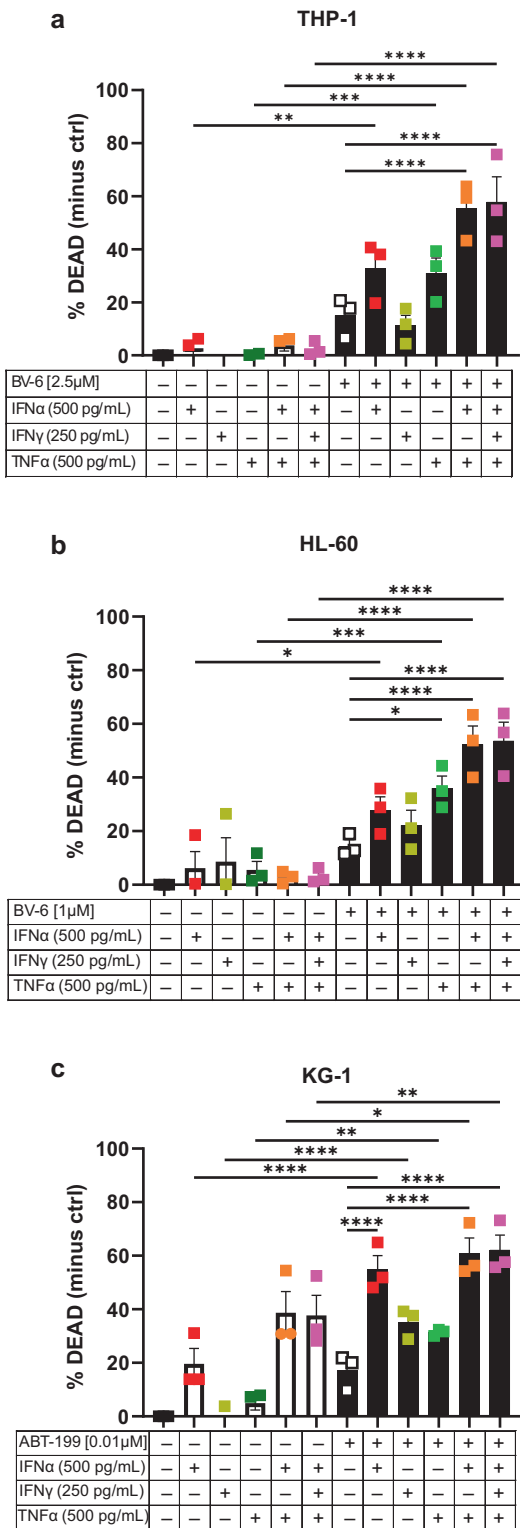 a
THP-1
****
****
***
**
****
****
% DEAD (minus ctrl)
100
80
60
40
20
0
BV-6 [2.5μM] – – – – – – + + + + + +
IFNα (500 pg/mL) – + – – + + – + – – + +
IFNγ (250 pg/mL) – – + – – + – – + – – +
TNFα (500 pg/mL) – – – + + + – – – + + +
b
HL-60
****
****
***
*
****
****
*
% DEAD (minus ctrl)
100
80
60
40
20
0
BV-6 [1μM] – – – – – – + + + + + +
IFNα (500 pg/mL) – + – – + + – + – – + +
IFNγ (250 pg/mL) – – + – – + – – + – – +
TNFα (500 pg/mL) – – – + + + – – – + + +
c
KG-1
**
*
**
****
****
****
****
****
% DEAD (minus ctrl)
100
80
60
40
20
0
ABT-199 [0.01μM] – – – – – – + + + + + +
IFNα (500 pg/mL) – + – – + + – + – – + +
IFNγ (250 pg/mL) – – + – – + – – + – – +
TNFα (500 pg/mL) – – – + + + – – – + + +